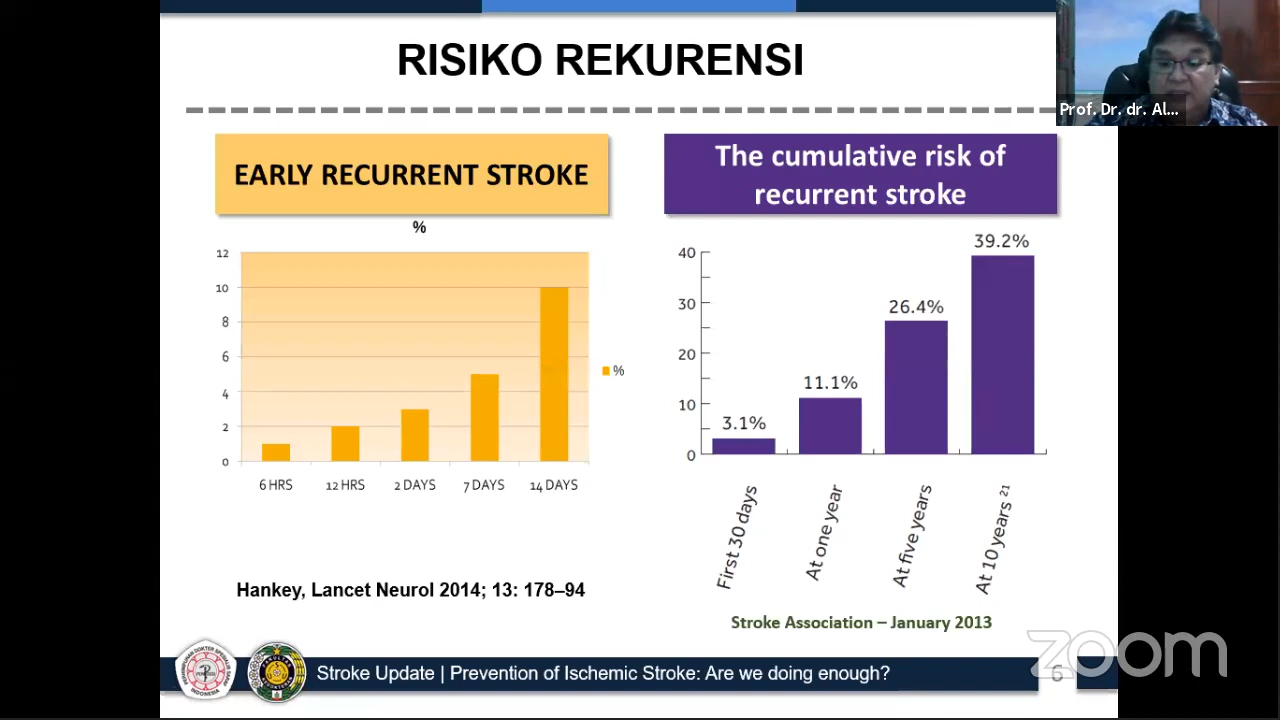 RISIKO REKURENSI
Prof. Dr. dr. Al...
EARLY RECURRENT STROKE
%
12
10
8
6
4
2
0
6 HRS 12 HRS 2 DAYS 7 DAYS 14 DAYS
%
Hankey, Lancet Neurol 2014; 13: 178–94
The cumulative risk of
recurrent stroke
40
30
20
10
0
3.1%
11.1%
26.4%
39.2%
First 30 days
At one year
At five years
At 10 years 21
Stroke Association – January 2013
INDONESIA
Stroke Update | Prevention of Ischemic Stroke: Are we doing enough?
6
zoom